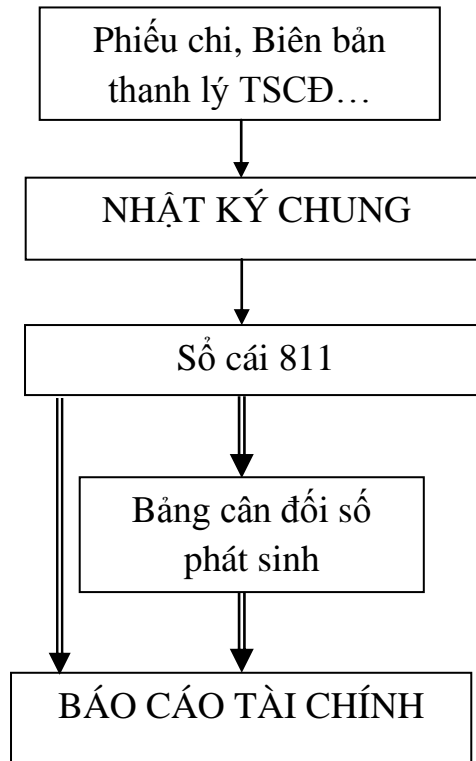 Phiếu chi, Biên bản
thanh lý TSCĐ…
NHẬT KÝ CHUNG
Sổ cái 811
Bảng cân đối số
phát sinh
BÁO CÁO TÀI CHÍNH